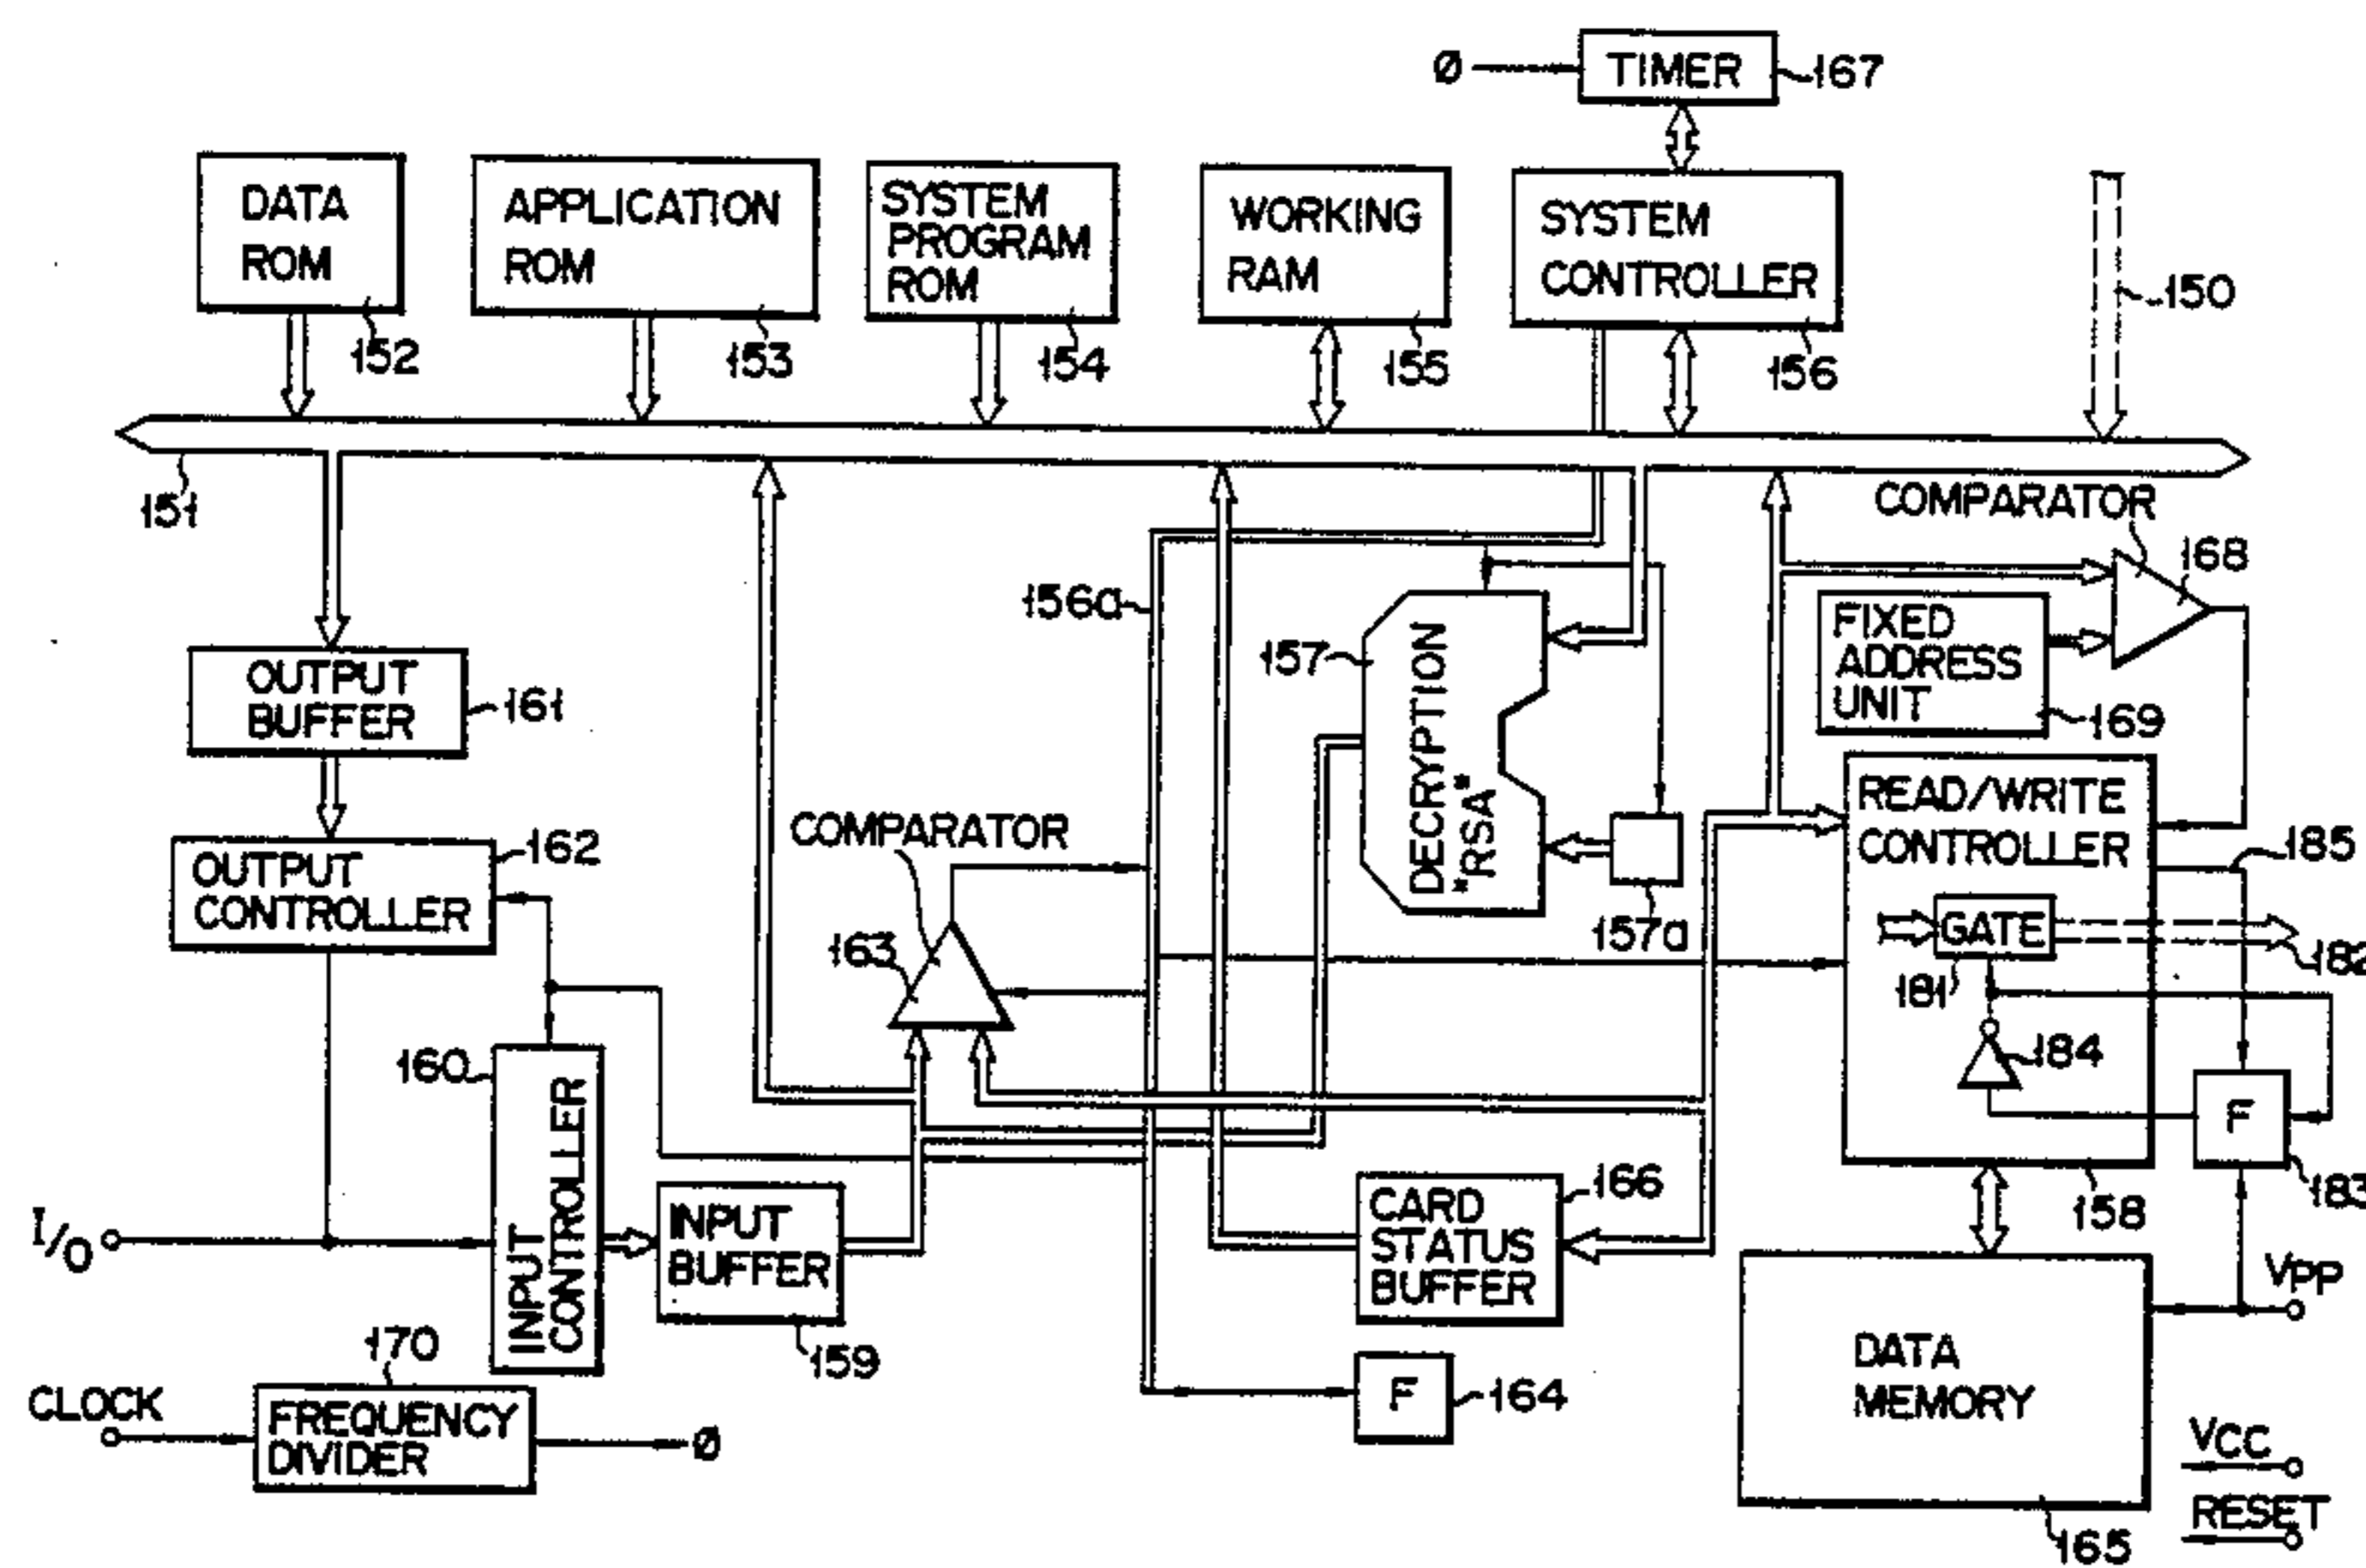 Ø
TIMER
167
DATA
ROM
152
APPLICATION
ROM
153
SYSTEM
PROGRAM
ROM
154
WORKING
RAM
155
SYSTEM
CONTROLLER
156
150
151
COMPARATOR
168
156a
FIXED
ADDRESS
UNIT
169
157
DECRYPTION
"RSA"
157a
OUTPUT
BUFFER
161
OUTPUT
CONTROLLER
162
COMPARATOR
163
READ/WRITE
CONTROLLER
185
GATE
182
181
184
F
183
158
160
INPUT
CONTROLLER
INPUT
BUFFER
159
CARD
STATUS
BUFFER
166
I/O
CLOCK
170
FREQUENCY
DIVIDER
Ø
F
164
DATA
MEMORY
165
VPP
VCC
RESET